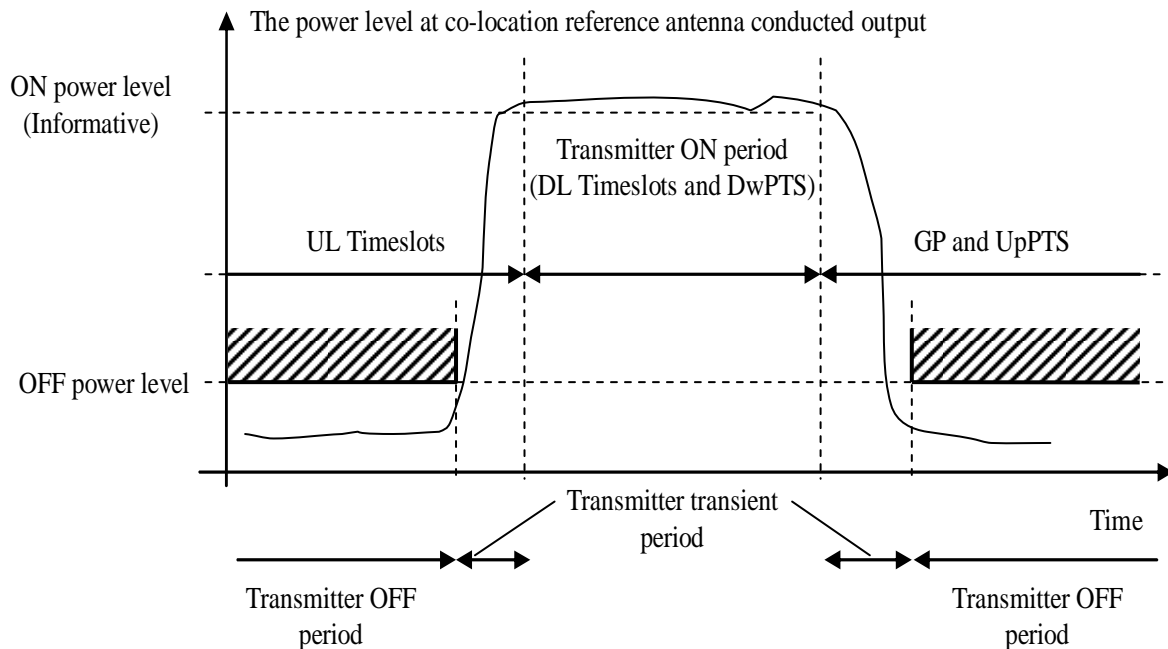 The power level at co-location reference antenna conducted output
ON power level
(Informative)
Transmitter ON period
(DL Timeslots and DwPTS)
UL Timeslots
GP and UpPTS
OFF power level
Transmitter transient
period
Time
Transmitter OFF
period
Transmitter OFF
period